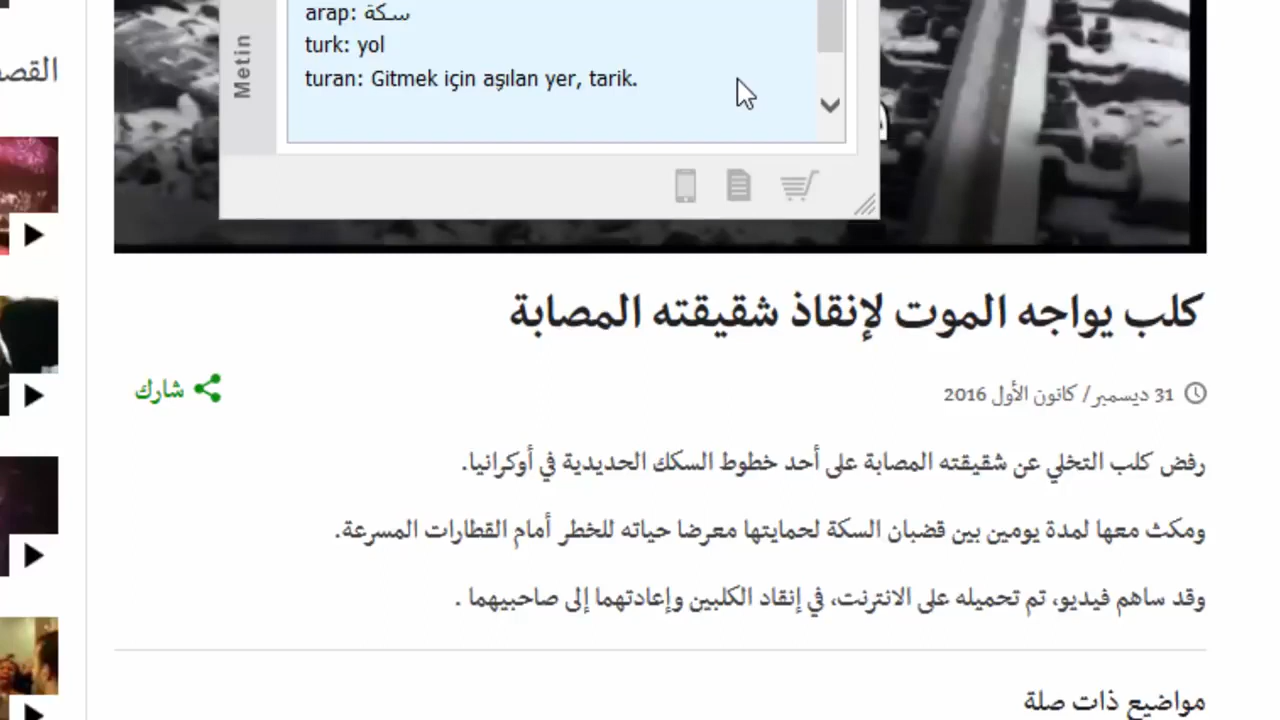 arap: سكة
turk: yol
turan: Gitmek için aşılan yer, tarik.
Metin
كلب يواجه الموت لإنقاذ شقيقته المصابة
31 ديسمبر/ كانون الأول 2016
شارك
رفض كلب التخلي عن شقيقته المصابة على أحد خطوط السكك الحديدية في أوكرانيا.
ومكث معها لمدة يومين بين قضبان السكة لحمايتها معرضا حياته للخطر أمام القطارات المسرعة.
وقد ساهم فيديو، تم تحميله على الانترنت، في إنقاد الكلبين وإعادتهما إلى صاحبيهما .
مواضيع ذات صلة